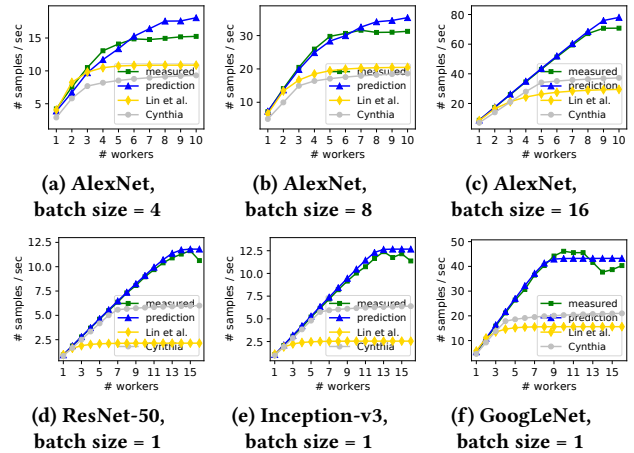 # samples / sec
15
10
5
measured
prediction
Lin et al.
Cynthia
1 2 3 4 5 6 7 8 9 10
# workers
(a) AlexNet,
batch size = 4
# samples / sec
30
20
10
measured
prediction
Lin et al.
Cynthia
1 2 3 4 5 6 7 8 9 10
# workers
(b) AlexNet,
batch size = 8
# samples / sec
80
60
40
20
measured
prediction
Lin et al.
Cynthia
1 2 3 4 5 6 7 8 9 10
# workers
(c) AlexNet,
batch size = 16
# samples / sec
12.5
10.0
7.5
5.0
2.5
measured
prediction
Lin et al.
Cynthia
1 3 5 7 9 11 13 15
# workers
(d) ResNet-50,
batch size = 1
# samples / sec
12.5
10.0
7.5
5.0
2.5
measured
prediction
Lin et al.
Cynthia
1 3 5 7 9 11 13 15
# workers
(e) Inception-v3,
batch size = 1
# samples / sec
50
40
30
20
10
measured
prediction
Lin et al.
Cynthia
1 3 5 7 9 11 13 15
# workers
(f) GoogLeNet,
batch size = 1